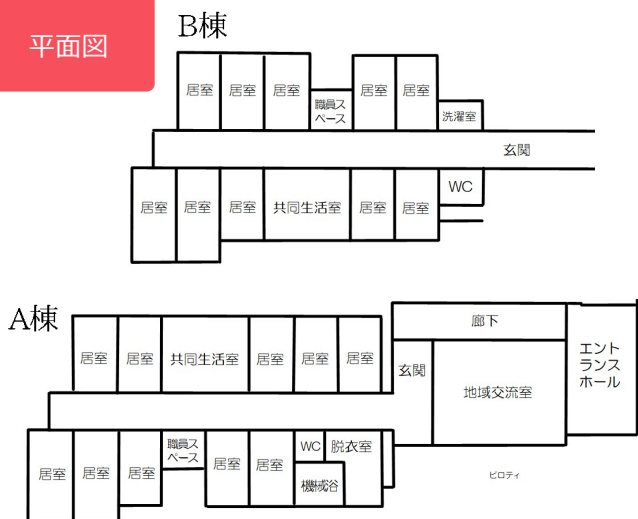 平面図
B棟
居室 居室 居室 職員ス 居室 居室 洗濯室
ペース
玄関
居室 居室 居室 共同生活室 居室 居室 WC
A棟
廊下
居室 居室 共同生活室 居室 居室 居室 玄関 地域交流室 エント
ランス
ホール
居室 居室 居室 職員ス 居室 居室 WC 脱衣室
ペース
機械浴
ピロティ